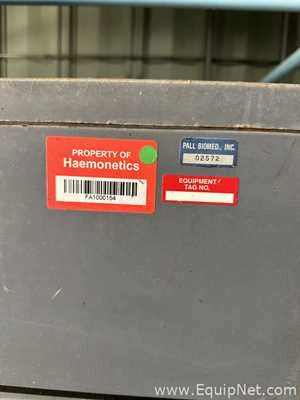 PROPERTY OF
Haemonetics
FA1000154
PALL BIOMED., INC.
02572
EQUIPMENT
TAG NO.
www.EquipNet.com